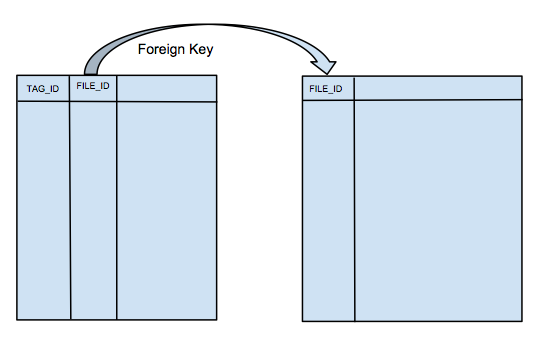 Foreign Key
TAG_ID
FILE_ID
FILE_ID